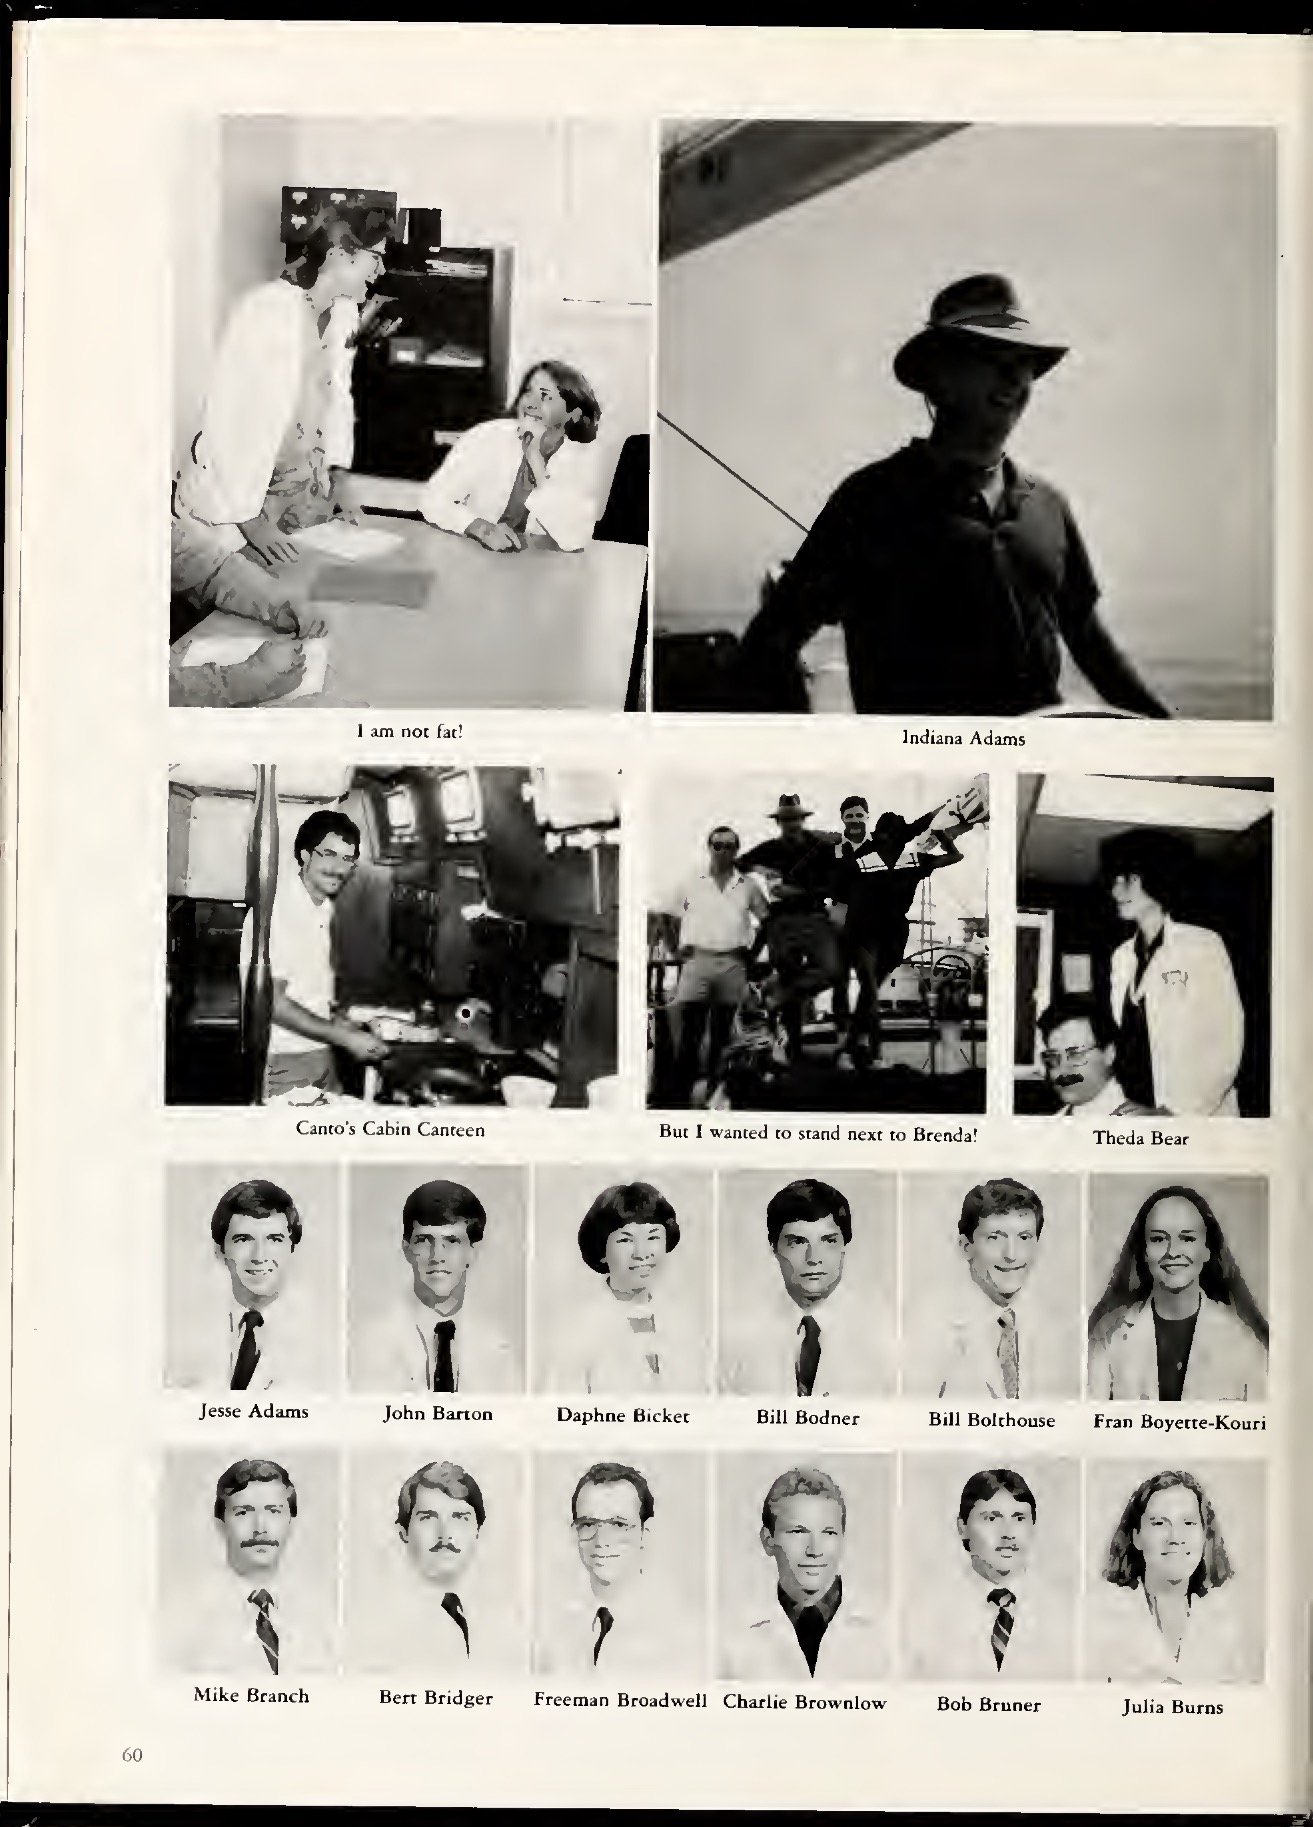 I am not fat!
Indiana Adams
Canto's Cabin Canteen
But I wanted to stand next to Brenda!
Theda Bear
Jesse Adams
John Barton
Daphne Bicket
Bill Bodner
Bill Bolthouse
Fran Boyette-Kouri
Mike Branch
Bert Bridger
Freeman Broadwell
Charlie Brownlow
Bob Bruner
Julia Burns
60